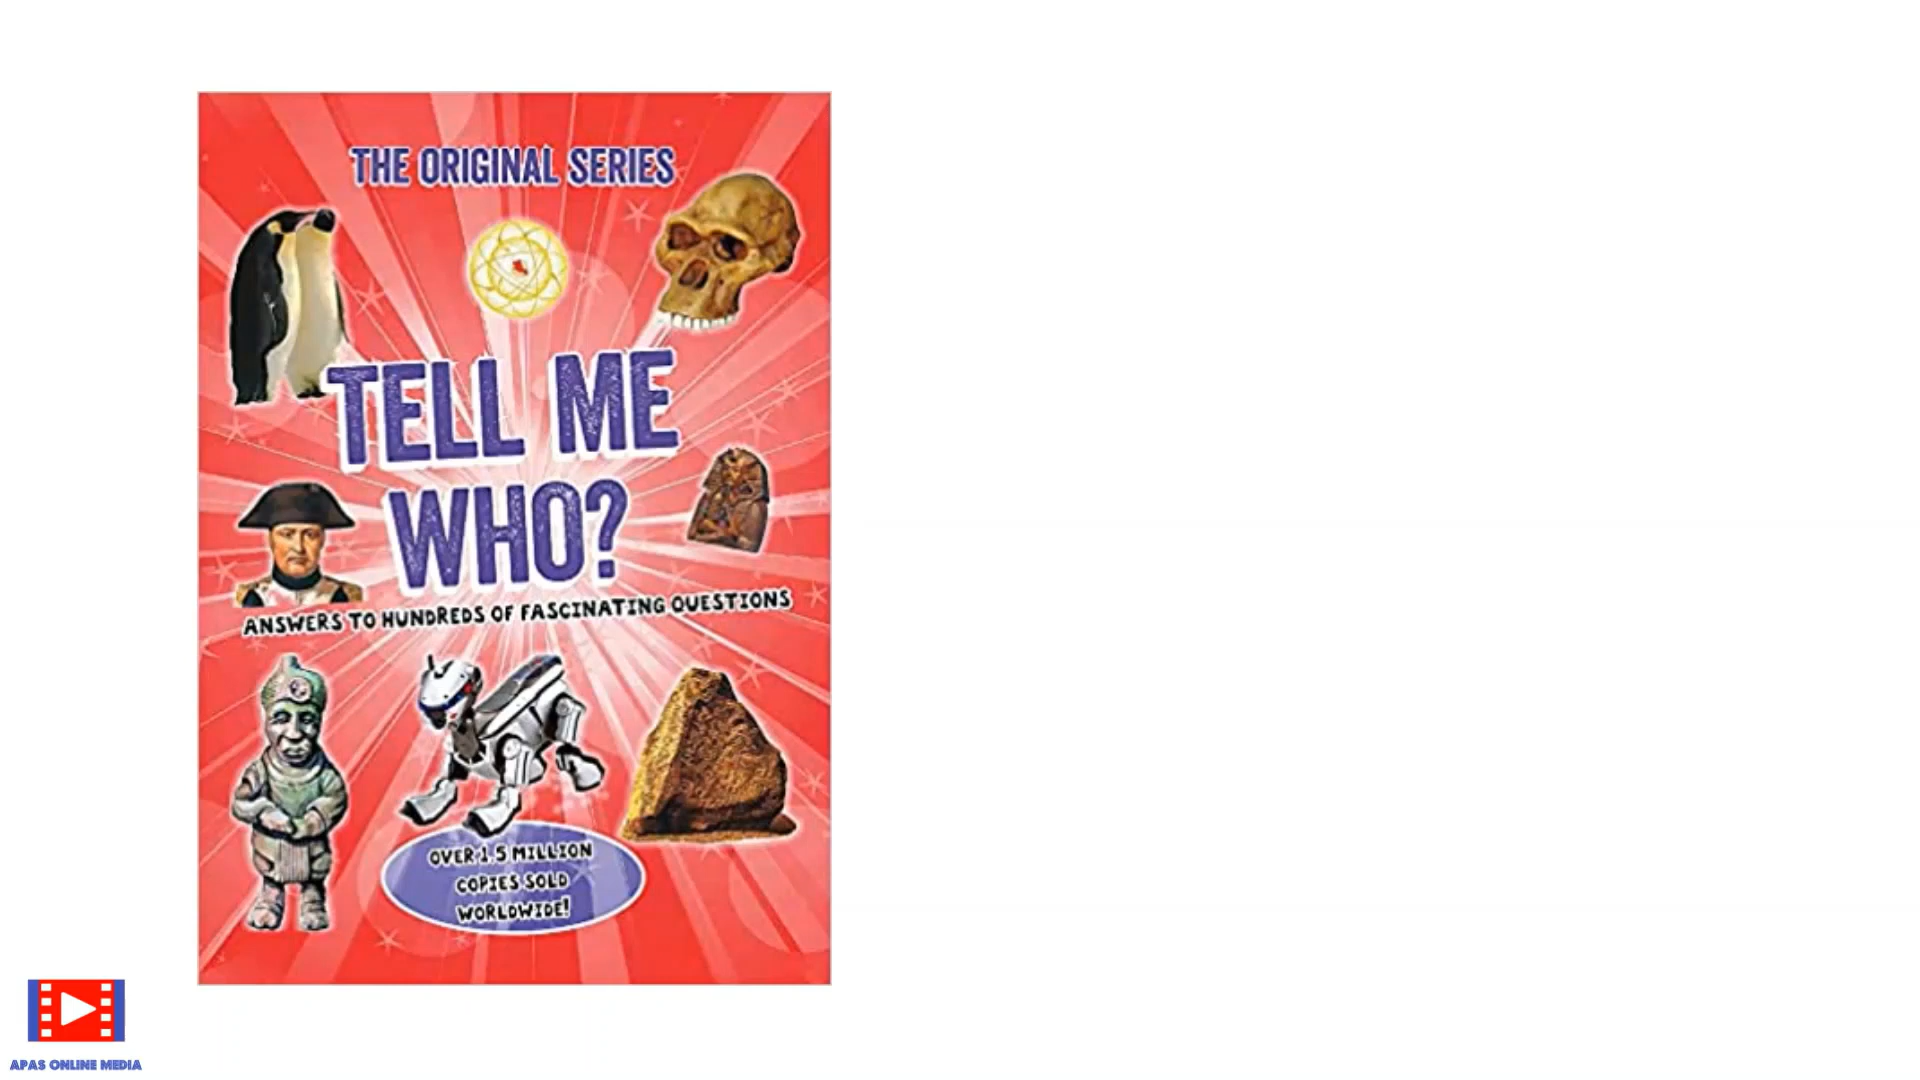 THE ORIGINAL SERIES
TELL ME
WHO?
ANSWERS TO HUNDREDS OF FASCINATING QUESTIONS
OVER 1.5 MILLION
COPIES SOLD
WORLDWIDE!
APAS ONLINE MEDIA